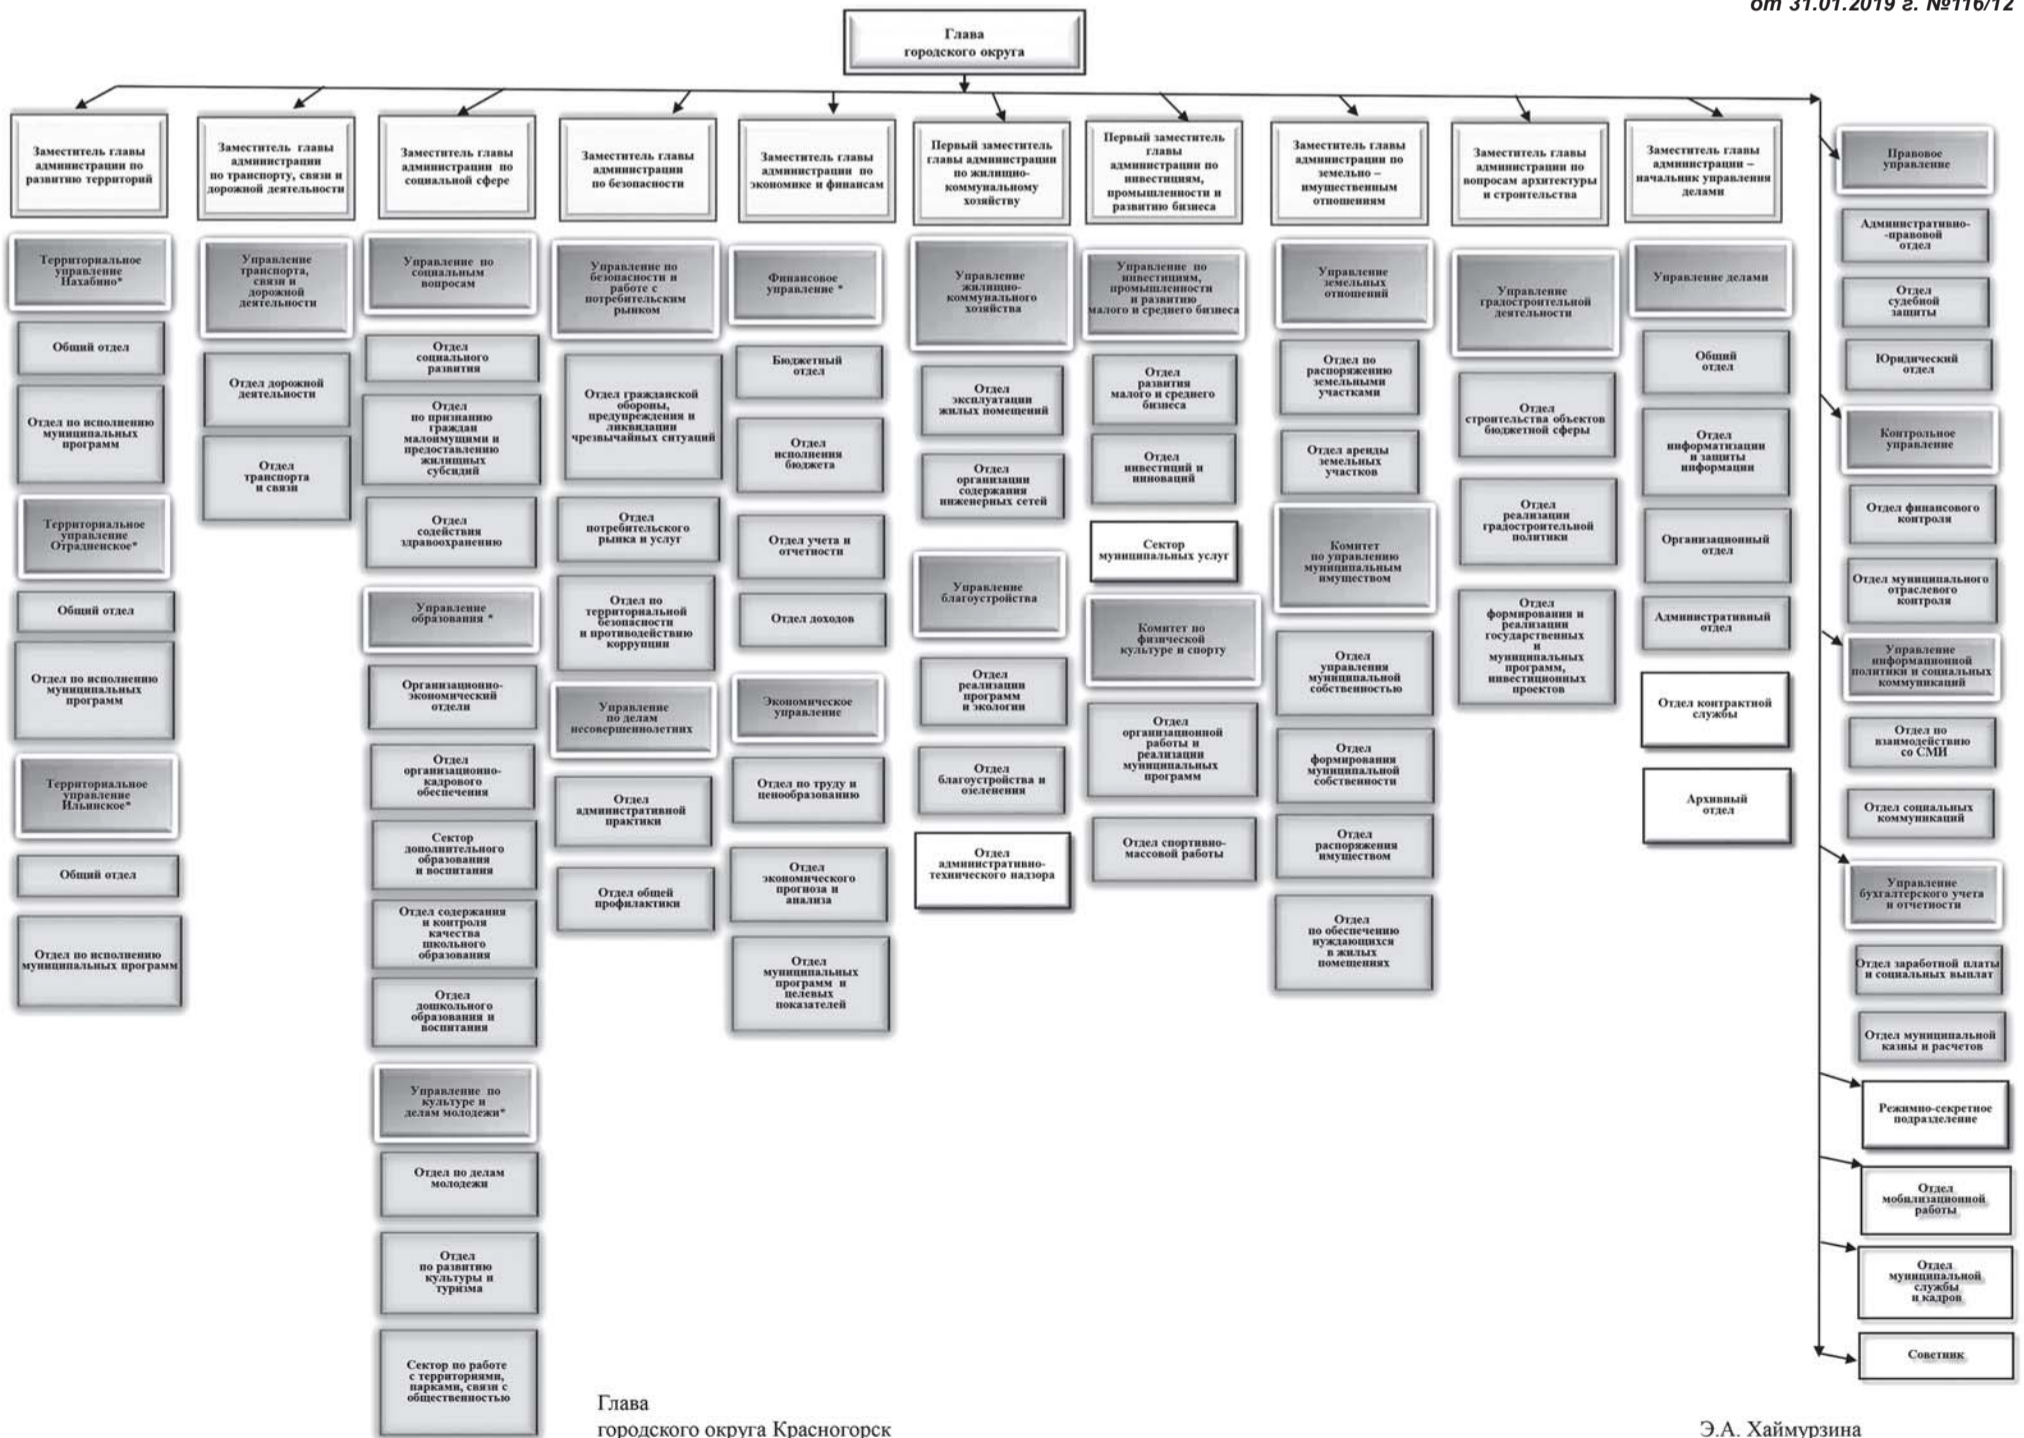 от 31.01.2019 г. №116/12
Глава
городского округа
Заместитель главы
администрации по
развитию территорий
Территориальное
управление
Нахабино*
Общий отдел
Отдел по исполнению
муниципальных
программ
Территориальное
управление
Отрадненское*
Общий отдел
Отдел по исполнению
муниципальных
программ
Территориальное
управление
Ильинское*
Общий отдел
Отдел по исполнению
муниципальных программ
Заместитель главы
администрации
по транспорту, связи и
дорожной деятельности
Управление
транспорта,
связи и
дорожной
деятельности
Отдел дорожной
деятельности
Отдел
транспорта
и связи
Заместитель главы
администрации по
социальной сфере
Управление по
социальным
вопросам
Отдел
социального
развития
Отдел
по признанию
граждан
малоимущими и
предоставлению
жилищных
субсидий
Отдел
содействия
здравоохранению
Управление
образования *
Организационно-
экономический
отдели
Отдел
организационно-
кадрового
обеспечения
Сектор
дополнительного
образования
и воспитания
Отдел содержания
и контроля
качества
школьного
образования
Отдел
дошкольного
образования и
воспитания
Управление по
культуре и
делам молодежи*
Отдел по делам
молодежи
Отдел
по развитию
культуры и
туризма
Сектор по работе
с территориями,
парками, связи с
общественностью
Заместитель главы
администрации
по безопасности
Управление по
безопасности и
работе с
потребительским
рынком
Отдел гражданской
обороны,
предупреждения и
ликвидации
чрезвычайных ситуаций
Отдел
потребительского
рынка и услуг
Отдел по
территориальной
безопасности
и противодействию
коррупции
Управление
по делам
несовершеннолетних
Отдел
административной
практики
Отдел общей
профилактики
Заместитель главы
администрации по
экономике и финансам
Финансовое
управление *
Бюджетный
отдел
Отдел
исполнения
бюджета
Отдел учета и
отчетности
Отдел доходов
Экономическое
управление
Отдел по труду и
ценообразованию
Отдел
экономического
прогноза и
анализа
Отдел
муниципальных
программ и
целевых
показателей
Первый заместитель
главы администрации
по жилищно-
коммунальному
хозяйству
Управление
жилищно-
коммунального
хозяйства
Отдел
эксплуатации
жилых помещений
Отдел
организации
содержания
инженерных сетей
Управление
благоустройства
Отдел
реализации
программ
и экологии
Отдел
благоустройства и
озеленения
Отдел
административно-
технического надзора
Первый заместитель
главы
администрации по
инвестициям,
промышленности и
развитию бизнеса
Управление по
инвестициям,
промышленности
и развитию
малого и среднего бизнеса
Отдел
развития
малого и среднего
бизнеса
Отдел
инвестиций и
инноваций
Сектор
муниципальных услуг
Комитет по
физической
культуре и спорту
Отдел
организационной
работы и
реализации
муниципальных
программ
Отдел спортивно-
массовой работы
Заместитель главы
администрации по
земельно –
имущественным
отношениям
Управление
земельных
отношений
Отдел по
распоряжению
земельными
участками
Отдел аренды
земельных
участков
Комитет
по управлению
муниципальным
имуществом
Отдел
управления
муниципальной
собственностью
Отдел
формирования
муниципальной
собственности
Отдел
распоряжения
имуществом
Отдел
по обеспечению
нуждающихся
в жилых
помещениях
Заместитель главы
администрации по
вопросам архитектуры
и строительства
Управление
градостроительной
деятельности
Отдел
строительства объектов
бюджетной сферы
Отдел
реализации
градостроительной
политики
Отдел
формирования и
реализации
государственных
и
муниципальных
программ,
инвестиционных
проектов
Заместитель главы
администрации –
начальник управления
делами
Управление делами
Общий
отдел
Отдел
информатизации
и защиты
информации
Организационный
отдел
Административный
отдел
Отдел контрактной
службы
Архивный
отдел
Правовое
управление
Административно-
-правовой
отдел
Отдел
судебной
защиты
Юридический
отдел
Контрольное
управление
Отдел финансового
контроля
Отдел муниципального
отраслевого
контроля
Управление
информационной
политики и социальных
коммуникаций
Отдел по
взаимодействию
со СМИ
Отдел социальных
коммуникаций
Управление
бухгалтерского учета
и отчетности
Отдел заработной платы
и социальных выплат
Отдел муниципальной
казны и расчетов
Режимно-секретное
подразделение
Отдел
мобилизационной
работы
Отдел
муниципальной
службы
и кадров
Советник
Глава
городского округа Красногорск
Э.А. Хаймурзина